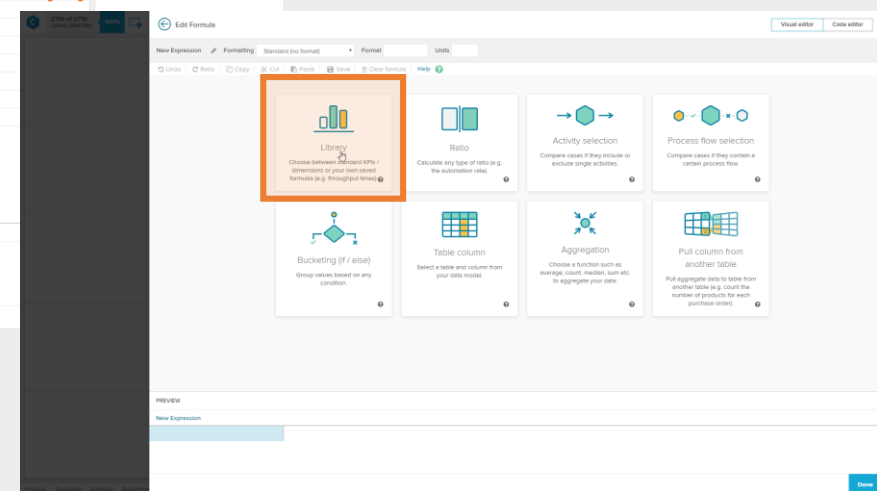 2794 of 2794
cases selected
100%
Edit Formula
Visual editor
Code editor
New Expression
Formatting
Standard (no format)
Format
Units
Undo
Redo
Copy
Cut
Paste
Save
Clear formula
Help
Library
Choose between standard KPIs /
dimensions or your own saved
formulas (e.g. throughput times).
Ratio
Calculate any type of ratio (e.g.
the automation rate).
Activity selection
Compare cases if they include or
exclude single activities.
Process flow selection
Compare cases if they contain a
certain process flow.
Bucketing (if / else)
Group values based on any
condition.
Table column
Select a table and column from
your data model.
Aggregation
Choose a function such as
average, count, median, sum etc.
to aggregate your data.
Pull column from
another table
Pull aggregate data to table from
another table (e.g. count the
number of products for each
purchase order).
PREVIEW
New Expression
Done